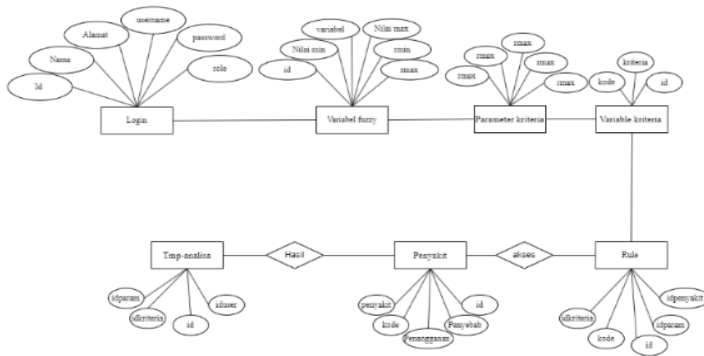 username
Alamat
password
Nama
role
Id
Login
variabel
Nilai max
Nilai min
rmin
id
rmax
Variabel fuzzy
rmax
rmax
rmax
rmax
rmax
Parameter kriteria
kriteria
kode
id
Variable kriteria
Tmp-analisa
Hasil
Penyakit
akses
Rule
idparam
iduser
idkriteria
id
penyakit
id
kode
Penyebab
Penangganan
idkriteria
idpenyakit
kode
idparam
id